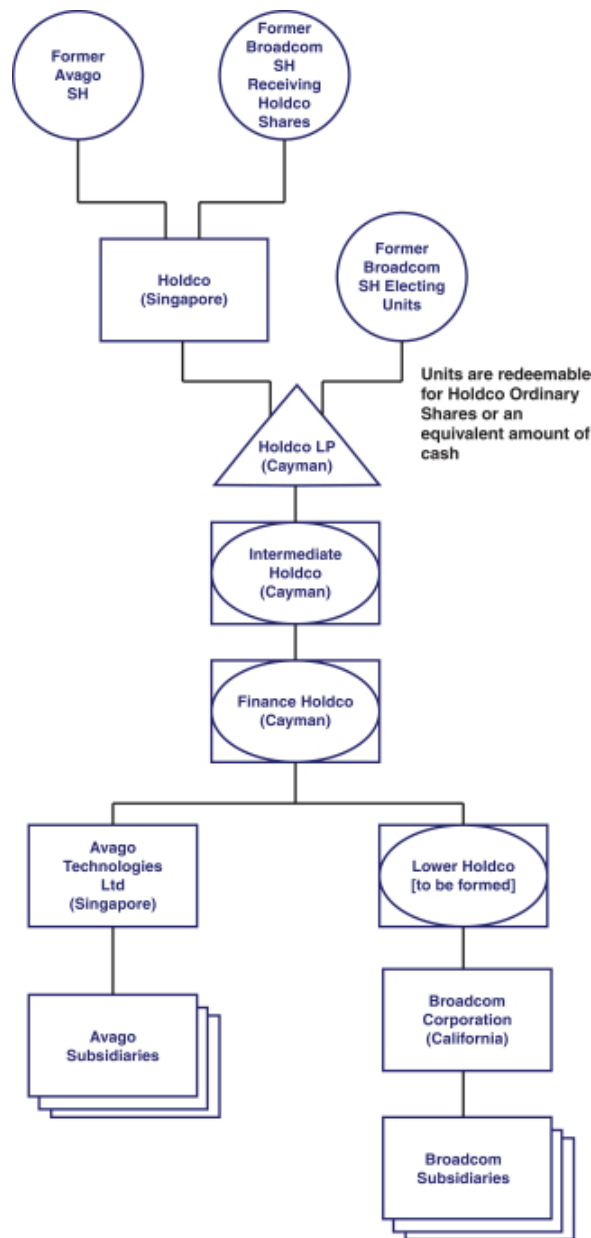 Former
Avago
SH
Former
Broadcom
SH
Receiving
Holdco
Shares
Holdco
(Singapore)
Former
Broadcom
SH Electing
Units
Units are redeemable
for Holdco Ordinary
Shares or an
equivalent amount of
cash
Holdco LP
(Cayman)
Intermediate
Holdco
(Cayman)
Finance Holdco
(Cayman)
Avago
Technologies
Ltd
(Singapore)
Lower Holdco
[to be formed]
Avago
Subsidiaries
Broadcom
Corporation
(California)
Broadcom
Subsidiaries